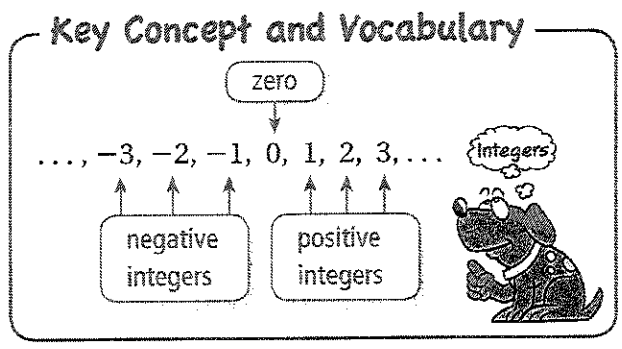 Key Concept and Vocabulary
zero
..., −3, −2, −1, 0, 1, 2, 3, ...
Integers
negative
integers
positive
integers